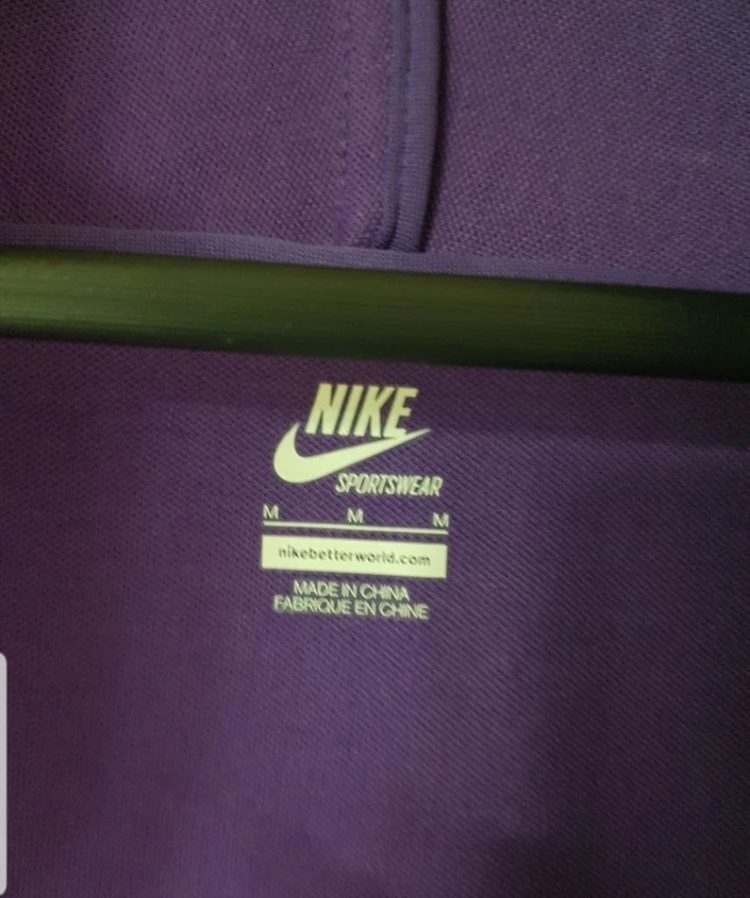 NIKE
SPORTSWEAR
M M M
nikebetterworld.com
MADE IN CHINA
FABRIQUE EN CHINE